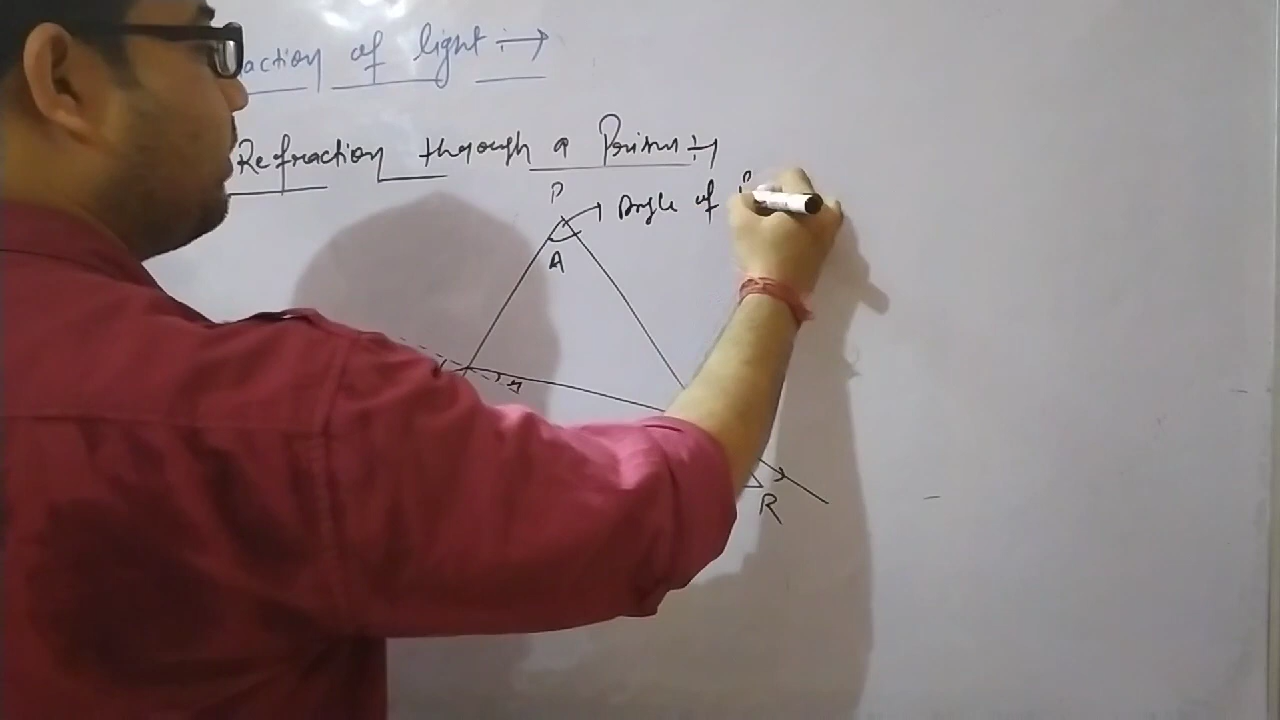 action of light :→
Refraction through a Prism :→
P
Angle of P
A
r
R